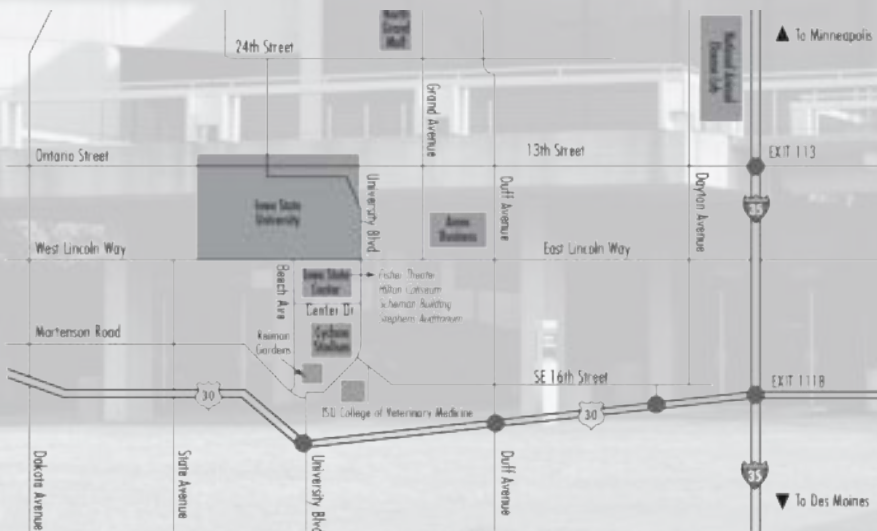 North
Grand
Mall
24th Street
▲ To Minneapolis
National Animal
Disease Lab
Grand Avenue
Ontario Street
13th Street
EXIT 113
Iowa State
University
University Blvd
Duff Avenue
Dayton Avenue
35
Ames
Business
West Lincoln Way
East Lincoln Way
Beech Ave
Iowa State
Center
Fisher Theater
Hilton Coliseum
Scheman Building
Stephens Auditorium
Center Dr
Martenson Road
Reiman
Gardens
Cyclone
Stadium
SE 16th Street
EXIT 111B
30
ISU College of Veterinary Medicine
30
Dakota Avenue
State Avenue
University Blvd
Duff Avenue
35
▼ To Des Moines